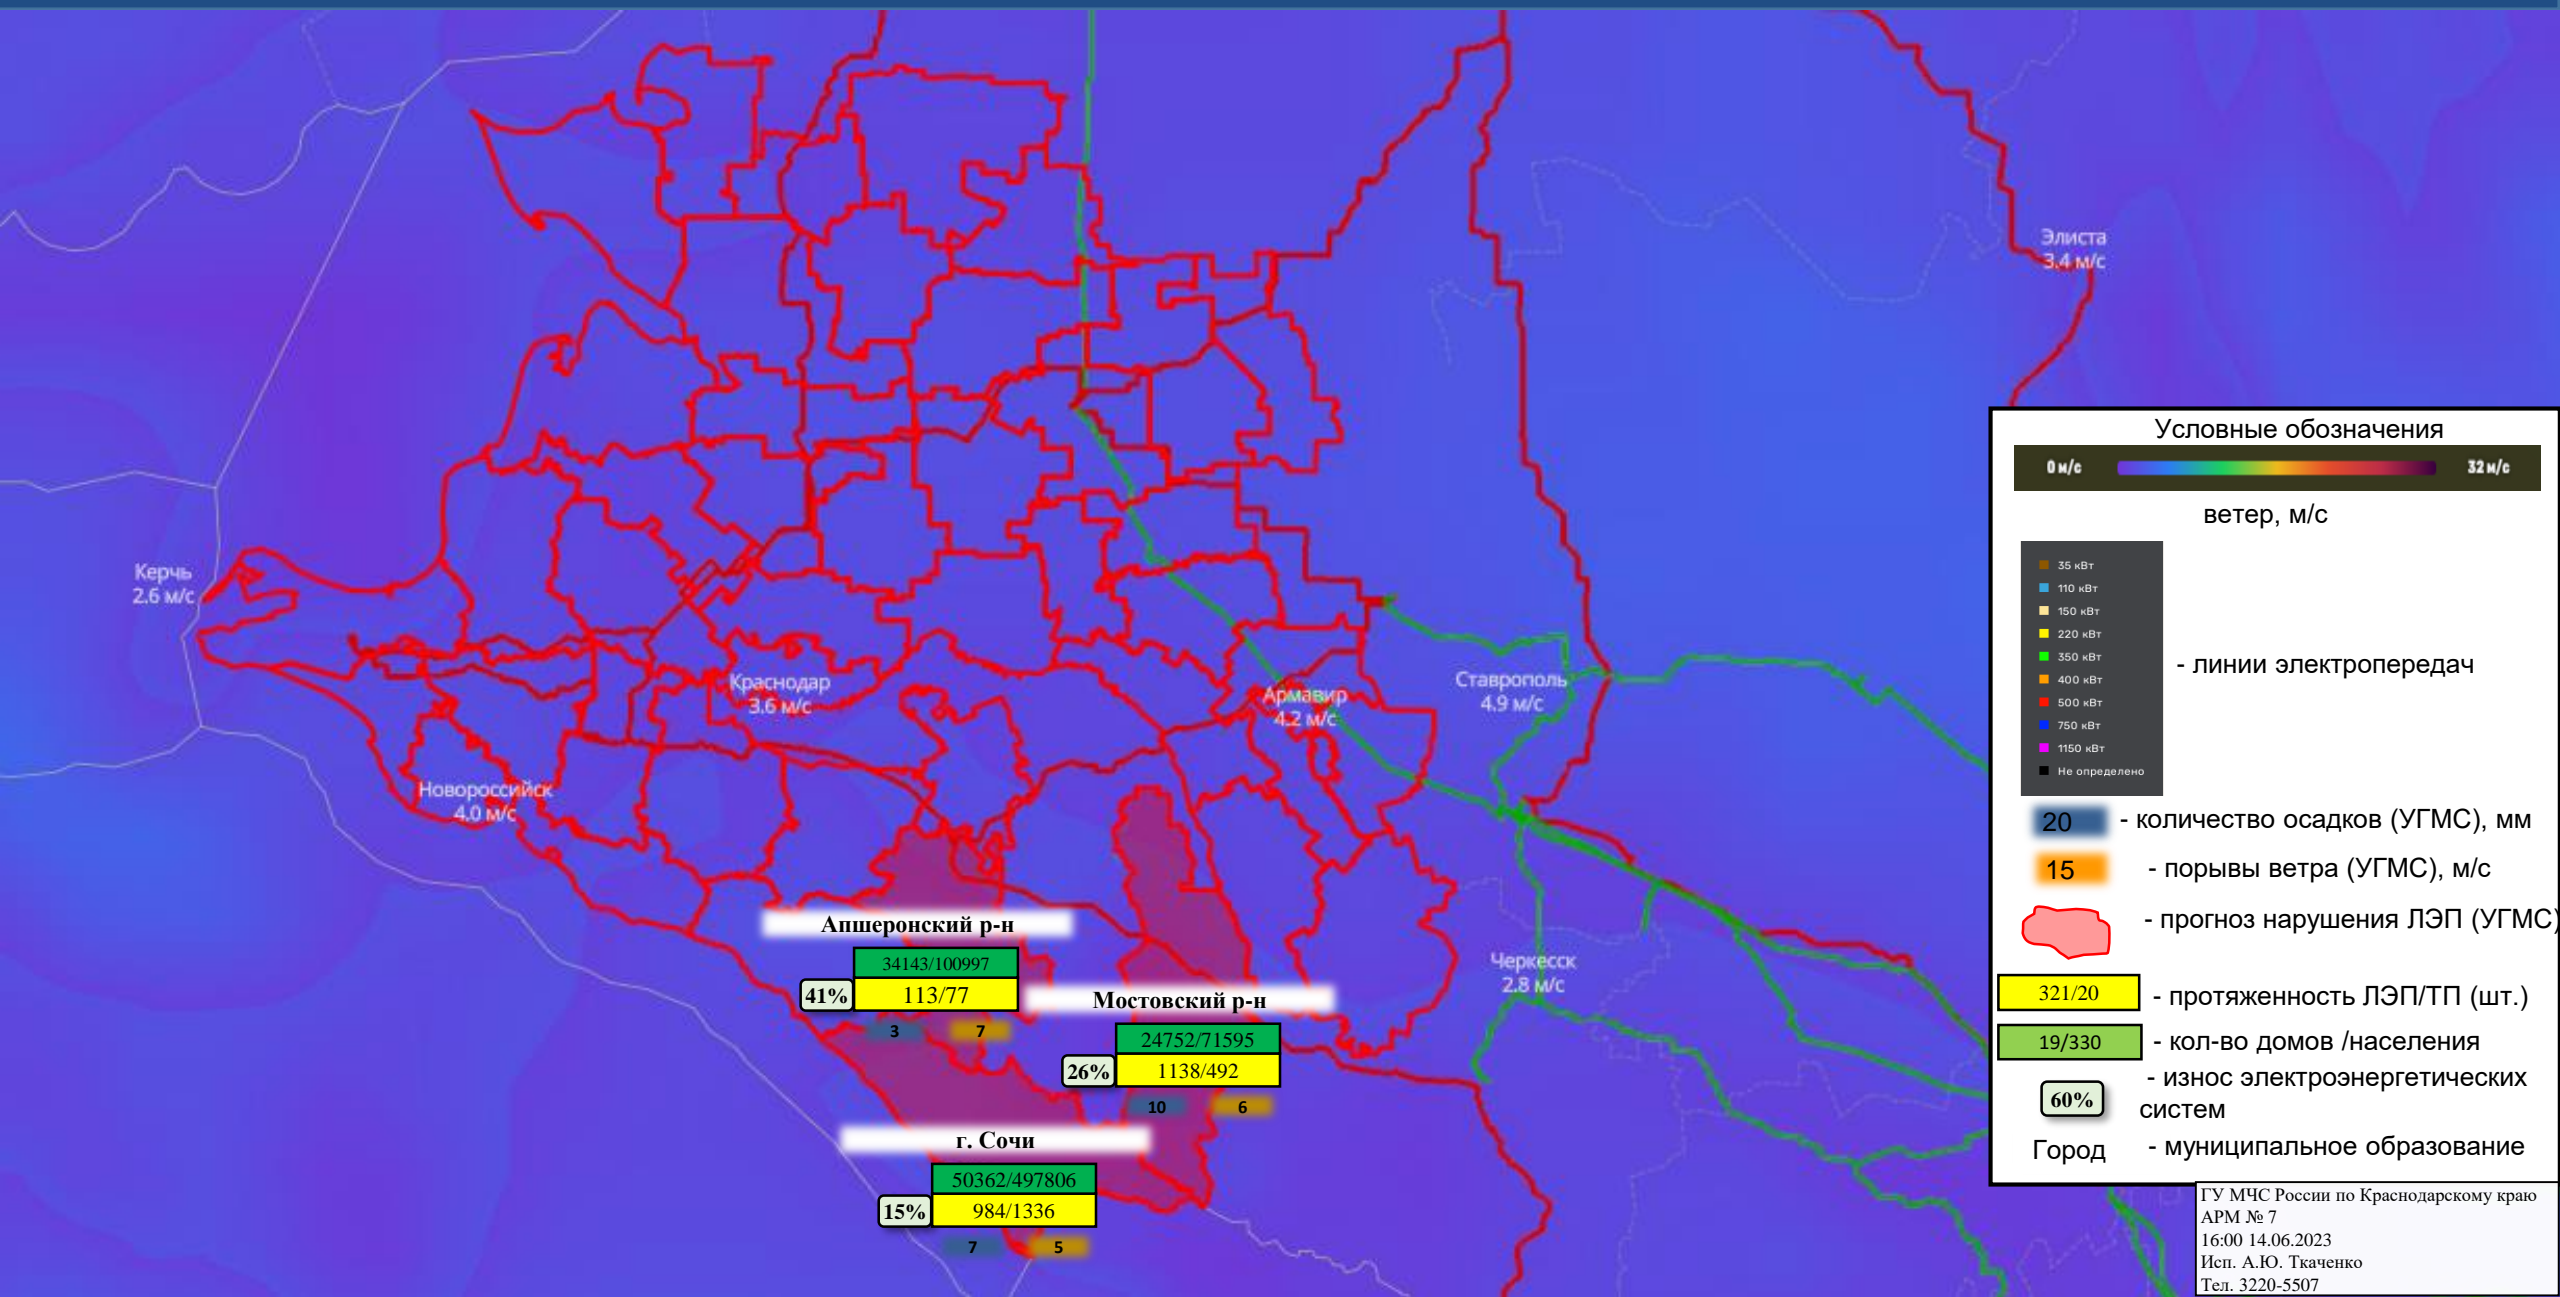 Элиста
3.4 м/с
Керчь
2.6 м/с
Краснодар
3.6 м/с
Армавир
4.2 м/с
Ставрополь
4.9 м/с
Новороссийск
4.0 м/с
Черкесск
2.8 м/с
Апшеронский р-н
34143/100997
41%
113/77
3
7
Мостовский р-н
24752/71595
26%
1138/492
10
6
г. Сочи
50362/497806
15%
984/1336
7
5
Условные обозначения
0 м/с
32 м/с
ветер, м/с
35 кВт
110 кВт
150 кВт
220 кВт
350 кВт
400 кВт
500 кВт
750 кВт
1150 кВт
Не определено
- линии электропередач
20 - количество осадков (УГМС), мм
15 - порывы ветра (УГМС), м/с
- прогноз нарушения ЛЭП (УГМС)
321/20 - протяженность ЛЭП/ТП (шт.)
19/330 - кол-во домов /населения
60% - износ электроэнергетических
систем
Город - муниципальное образование
ГУ МЧС России по Краснодарскому краю
АРМ № 7
16:00 14.06.2023
Исп. А.Ю. Ткаченко
Тел. 3220-5507